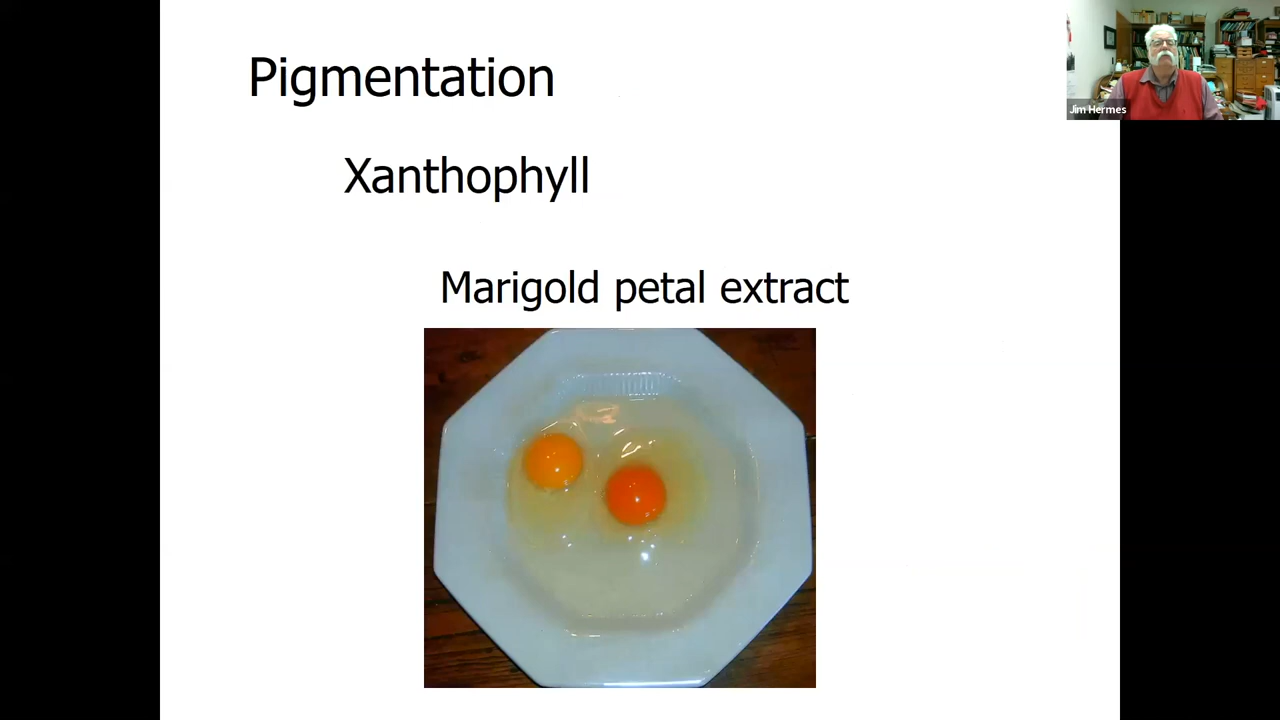 Pigmentation
Xanthophyll
Marigold petal extract
Jim Hermes